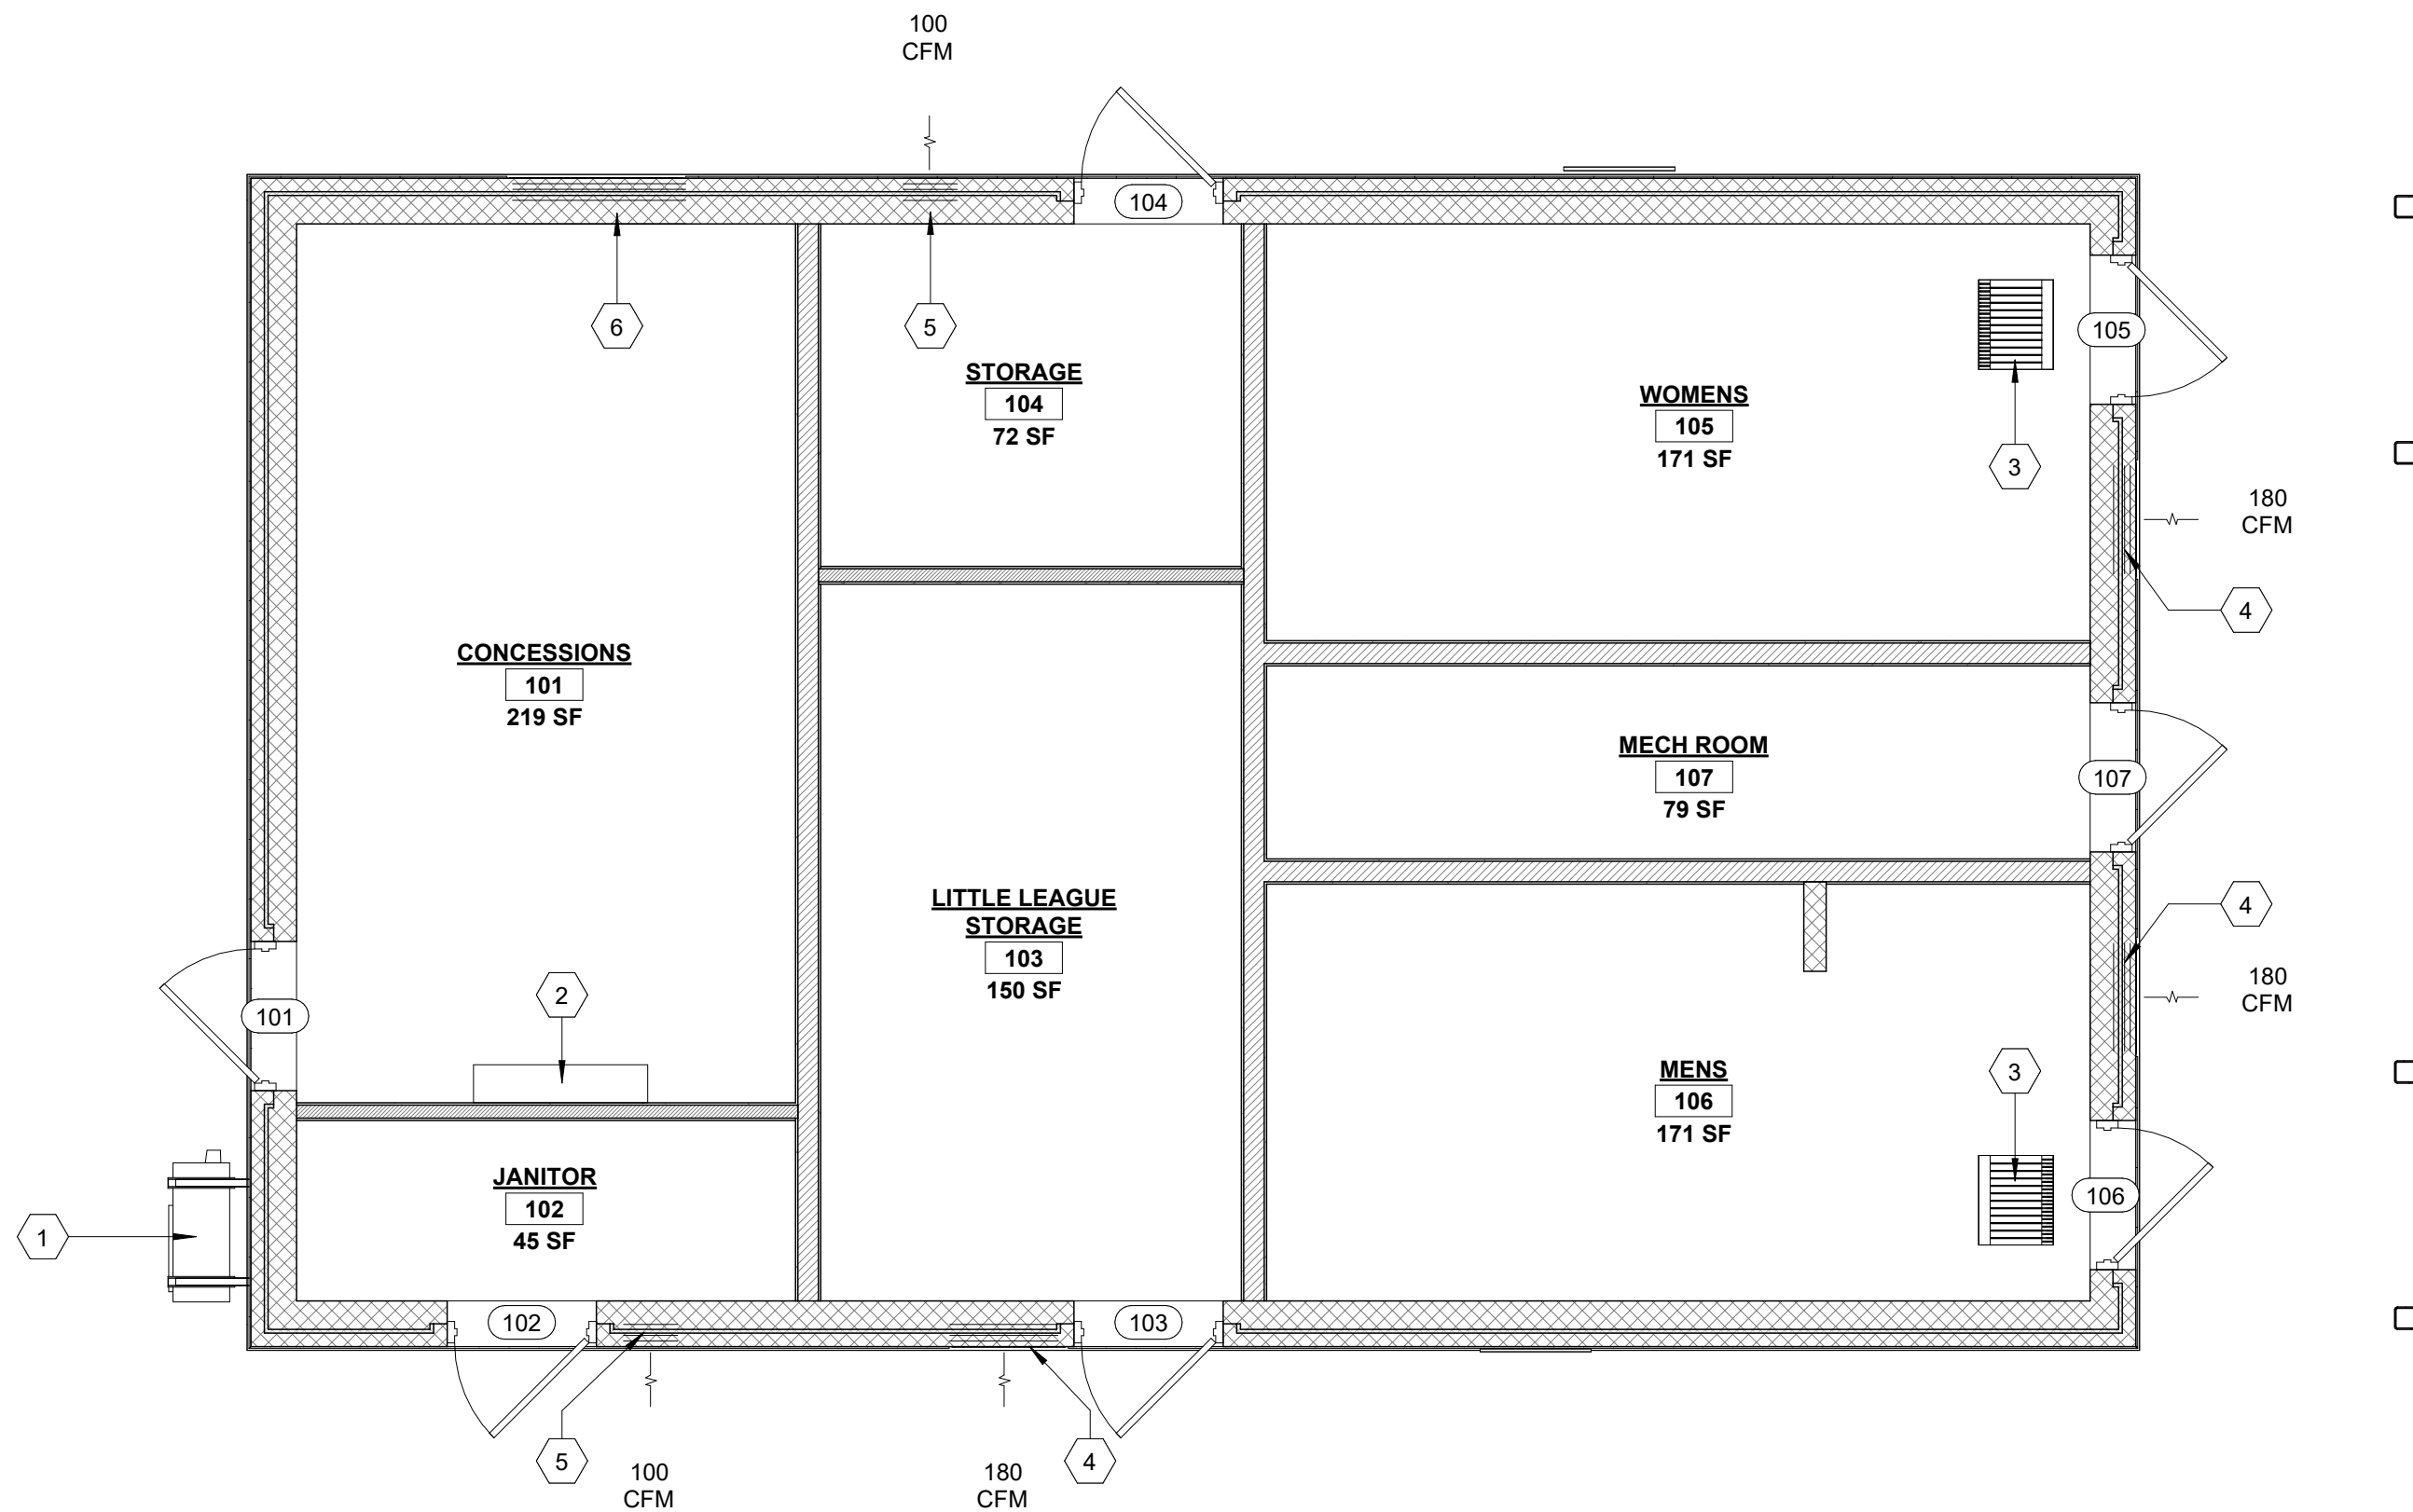 100
CFM
104
6
5
105
STORAGE
104
72 SF
WOMENS
105
171 SF
3
180
CFM
4
CONCESSIONS
101
219 SF
MECH ROOM
107
79 SF
107
LITTLE LEAGUE
STORAGE
103
150 SF
4
180
CFM
2
101
MENS
106
171 SF
3
JANITOR
102
45 SF
106
1
102
103
5
4
100
CFM
180
CFM